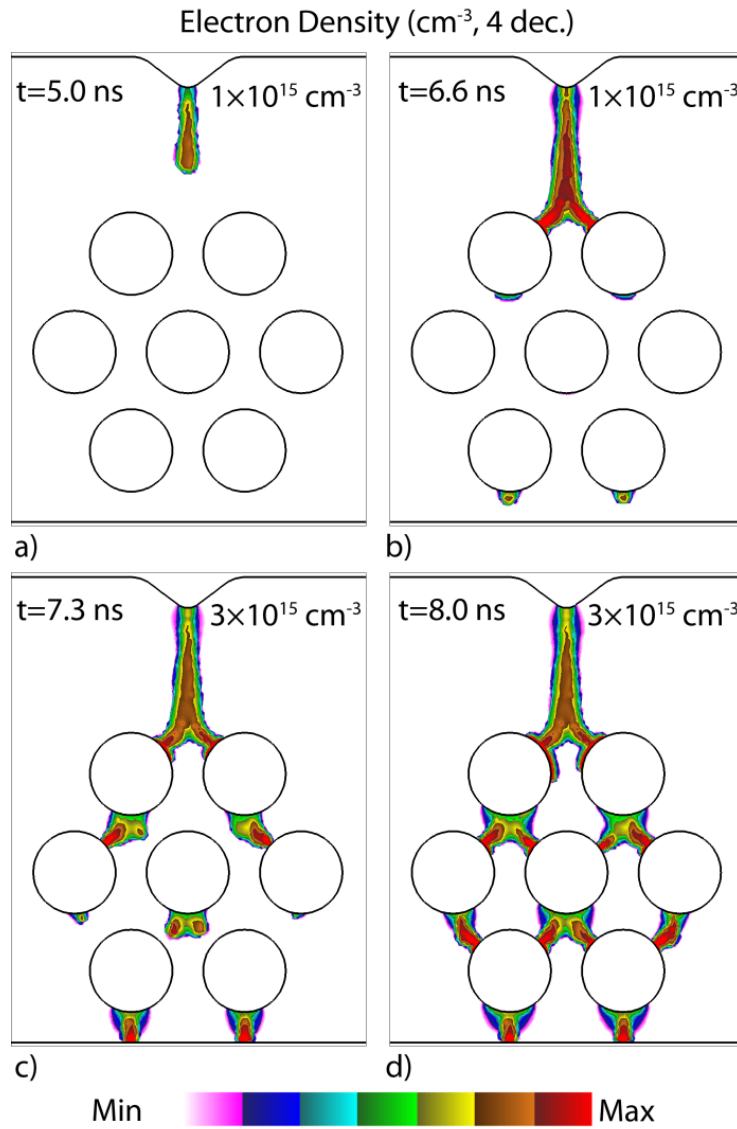 Electron Density (cm⁻³, 4 dec.)
t=5.0 ns 1×10¹⁵ cm⁻³
t=6.6 ns 1×10¹⁵ cm⁻³
a)
b)
t=7.3 ns 3×10¹⁵ cm⁻³
t=8.0 ns 3×10¹⁵ cm⁻³
c)
d)
Min Max